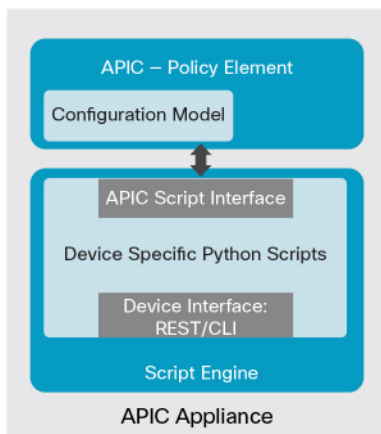 APIC – Policy Element
Configuration Model
APIC Script Interface
Device Specific Python Scripts
Device Interface:
REST/CLI
Script Engine
APIC Appliance